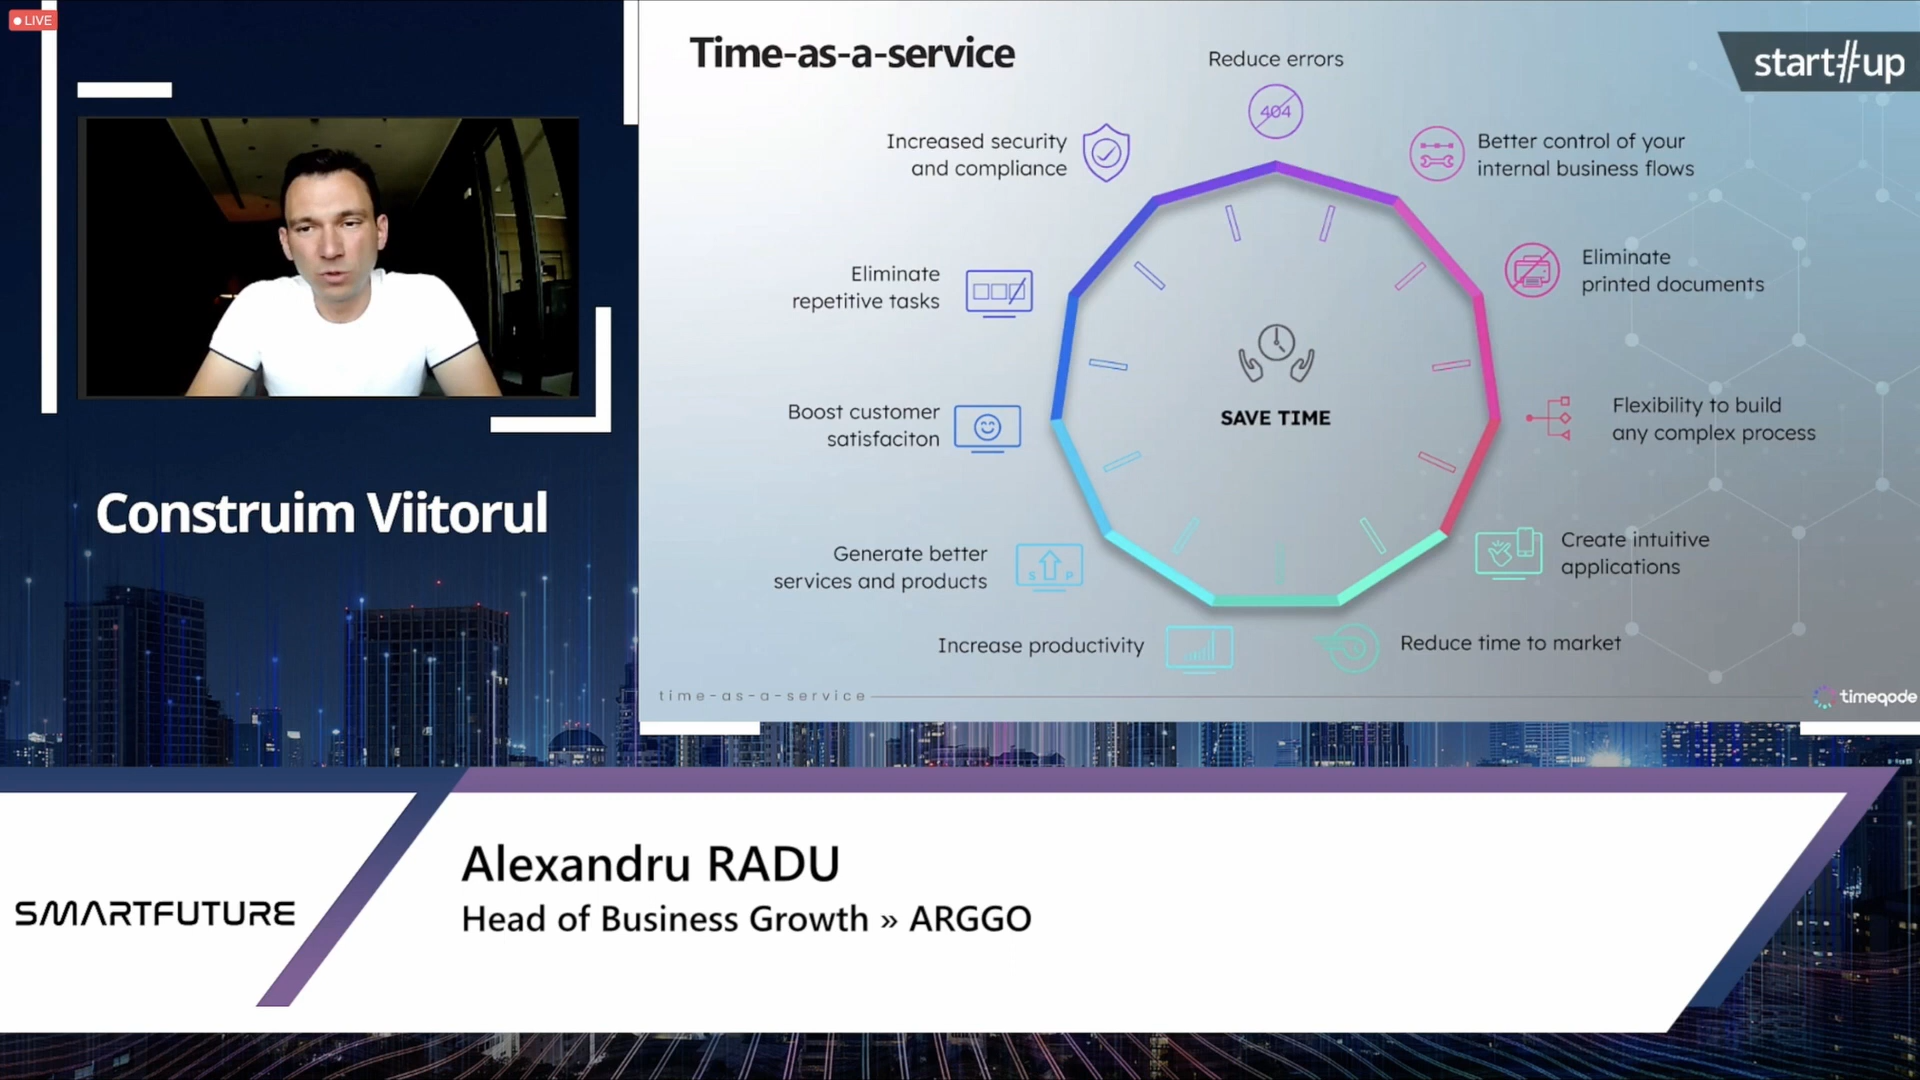 LIVE
Time-as-a-service
start#up
Reduce errors
404
Increased security
and compliance
Better control of your
internal business flows
Eliminate
repetitive tasks
Eliminate
printed documents
SAVE TIME
Boost customer
satisfaciton
Flexibility to build
any complex process
Generate better
services and products
S P
Create intuitive
applications
Increase productivity
Reduce time to market
time-as-a-service
timeqode
Construim Viitorul
SMARTFUTURE
Alexandru RADU
Head of Business Growth » ARGGO